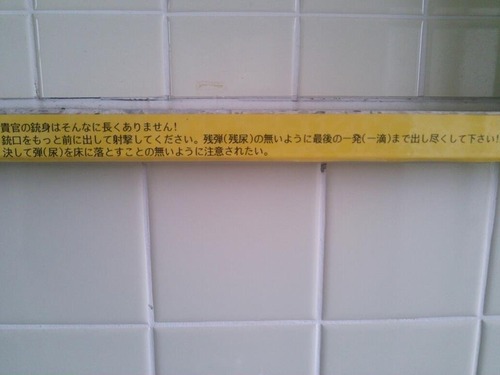 貴官の銃身はそんなに長くありません!
銃口をもっと前に出して射撃してください。残弾(残尿)の無いように最後の一発(一滴)まで出し尽くして下さい!
決して弾(尿)を床に落とすことの無いように注意されたい。